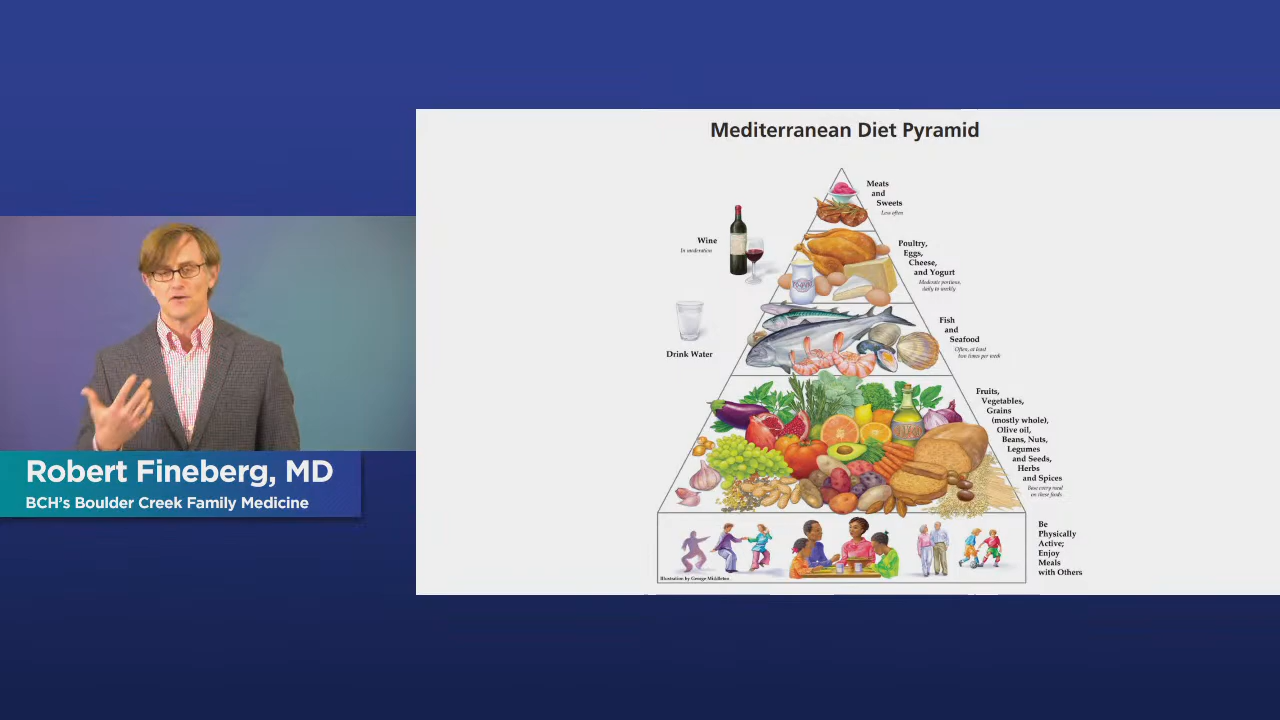 Mediterranean Diet Pyramid
Meats
and
Sweets
Less often
Wine
In moderation
Poultry,
Eggs,
Cheese,
and Yogurt
Moderate portions,
daily to weekly
Drink Water
Fish
and
Seafood
Often, at least
two times per week
Fruits,
Vegetables,
Grains
(mostly whole),
Olive oil,
Beans, Nuts,
Legumes
and Seeds,
Herbs
and Spices
Base every meal
on these foods
Be
Physically
Active;
Enjoy
Meals
with Others
Illustration by George Middleton
Robert Fineberg, MD
BCH's Boulder Creek Family Medicine